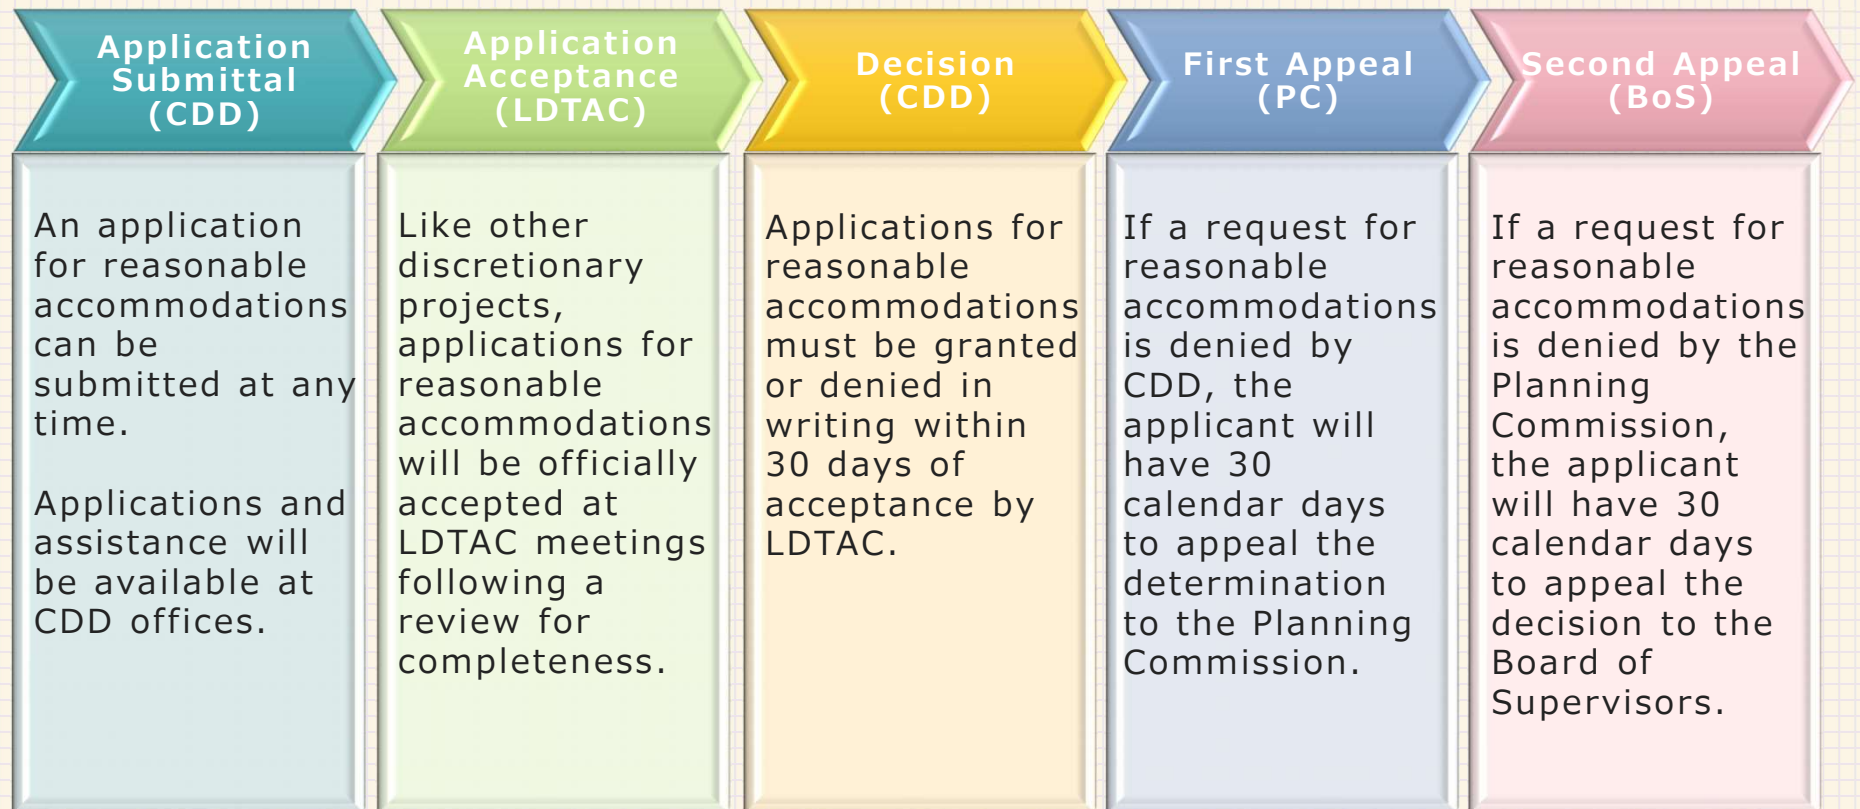 Application
Submittal
(CDD)
An application
for reasonable
accommodations
can be
submitted at any
time.
Applications and
assistance will
be available at
CDD offices.
Application
Acceptance
(LDTAC)
Like other
discretionary
projects,
applications for
reasonable
accommodations
will be officially
accepted at
LDTAC meetings
following a
review for
completeness.
Decision
(CDD)
Applications for
reasonable
accommodations
must be granted
or denied in
writing within
30 days of
acceptance by
LDTAC.
First Appeal
(PC)
If a request for
reasonable
accommodations
is denied by
CDD, the
applicant will
have 30
calendar days
to appeal the
determination
to the Planning
Commission.
Second Appeal
(BoS)
If a request for
reasonable
accommodations
is denied by the
Planning
Commission,
the applicant
will have 30
calendar days
to appeal the
decision to the
Board of
Supervisors.